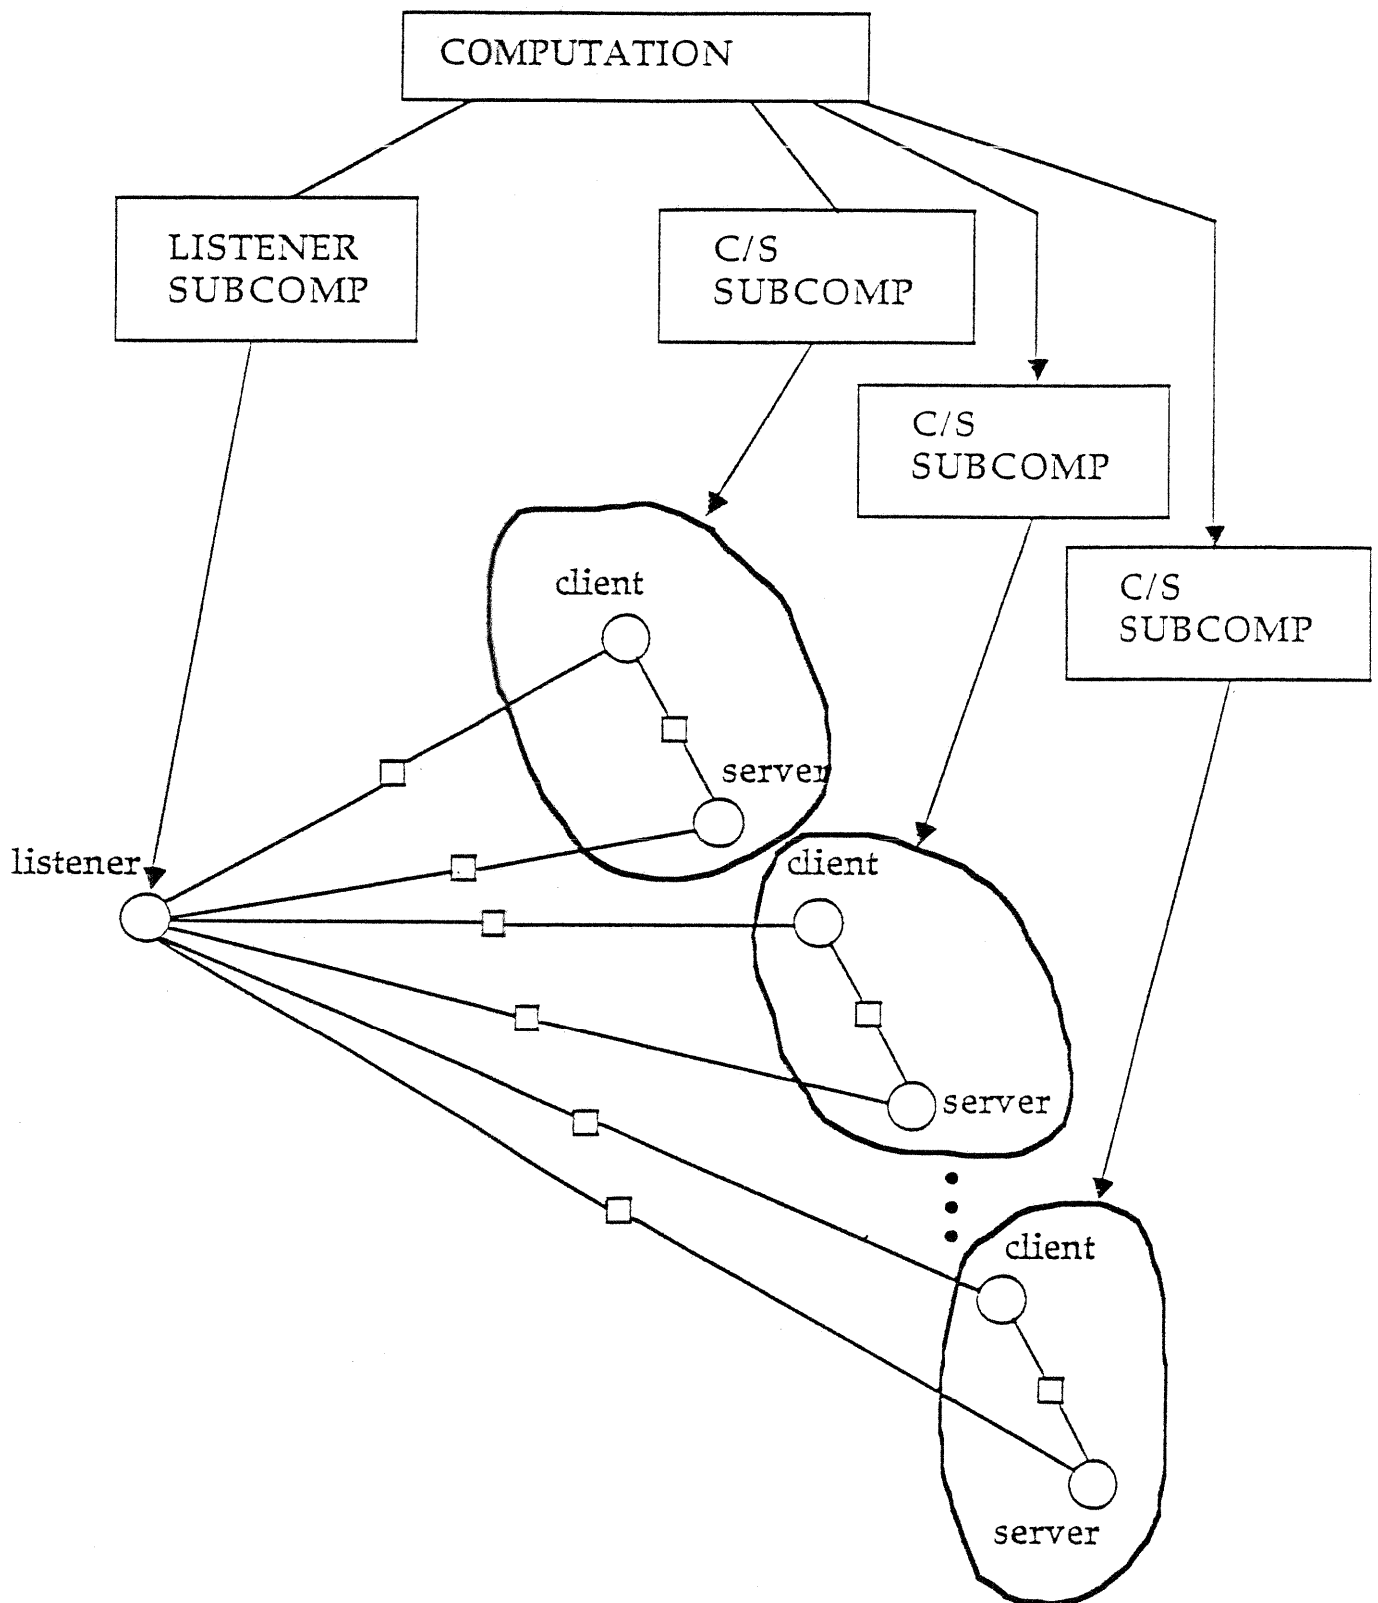 COMPUTATION
LISTENER
SUBCOMP
C/S
SUBCOMP
C/S
SUBCOMP
C/S
SUBCOMP
client
server
listener
client
server
client
server